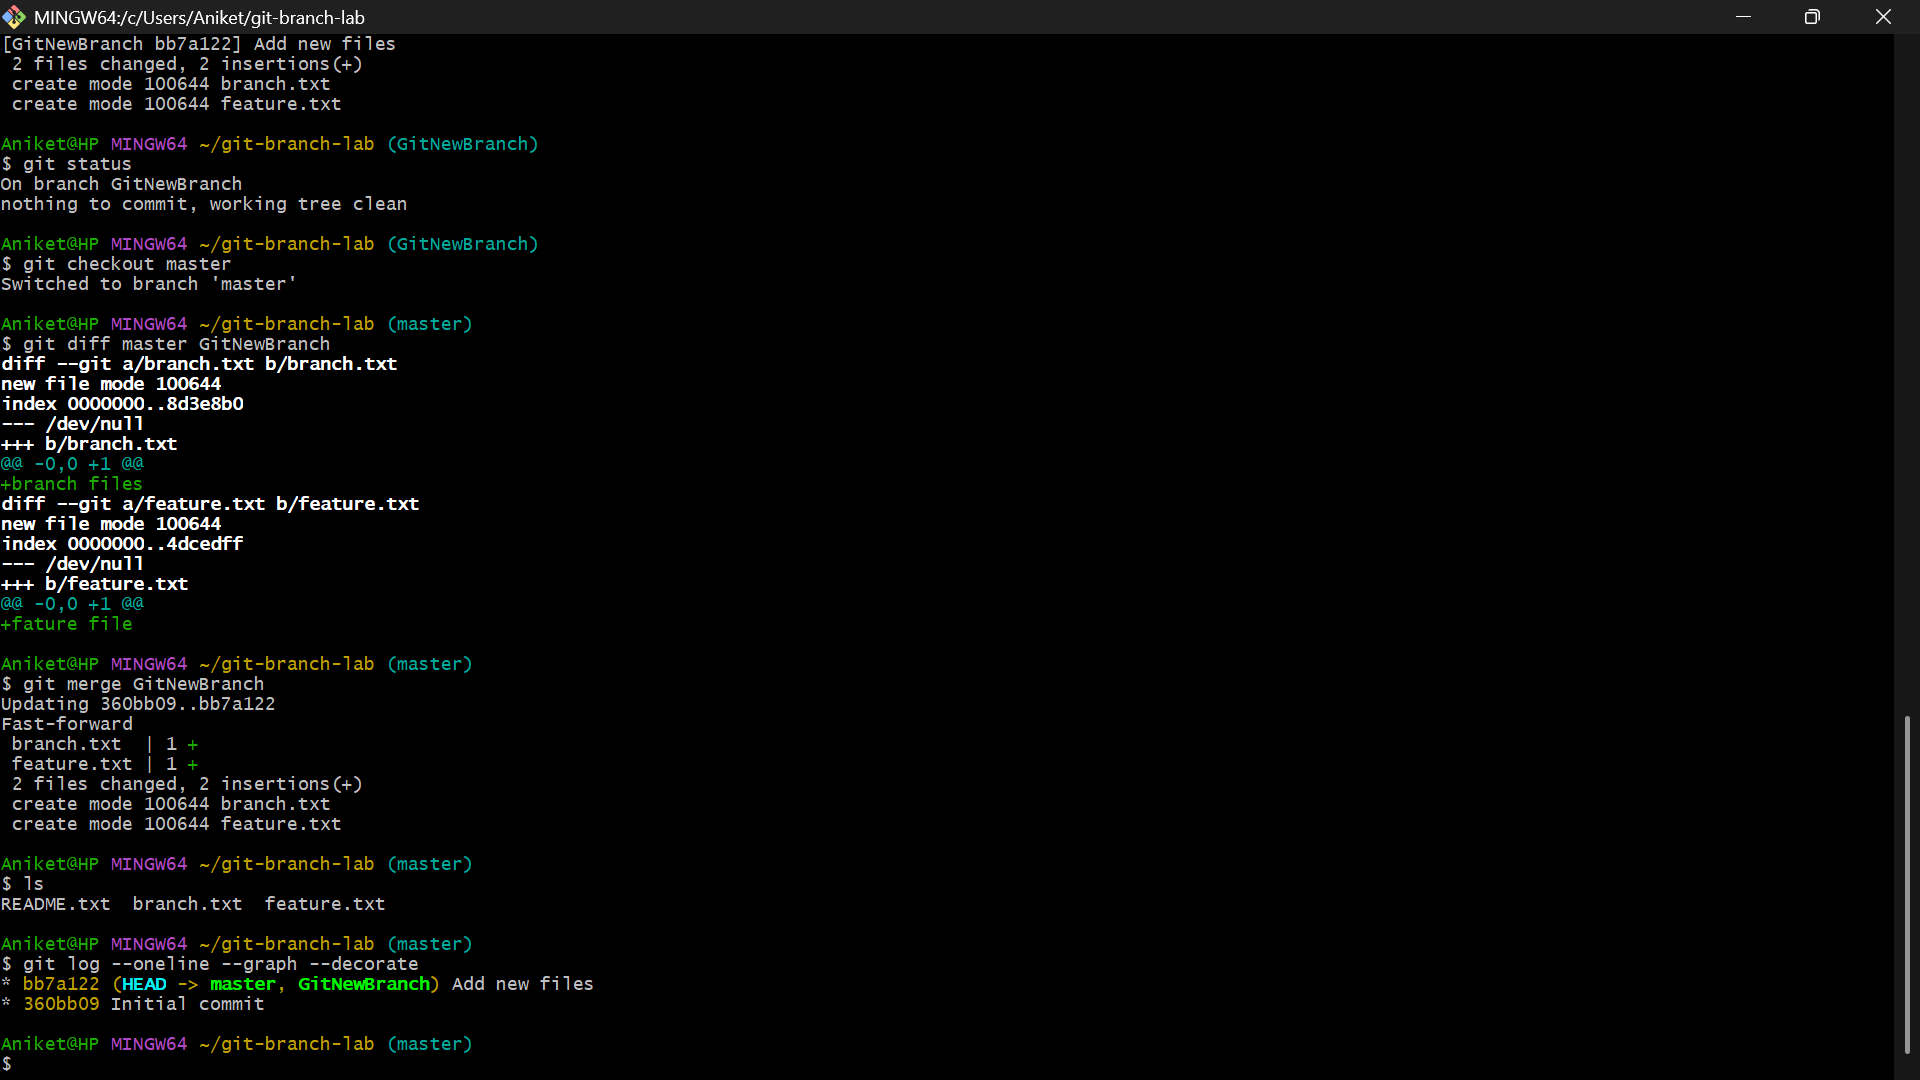 MINGW64:/c/Users/Aniket/git-branch-lab
[GitNewBranch bb7a122] Add new files
 2 files changed, 2 insertions(+)
 create mode 100644 branch.txt
 create mode 100644 feature.txt
Aniket@HP MINGW64 ~/git-branch-lab (GitNewBranch)
$ git status
On branch GitNewBranch
nothing to commit, working tree clean
Aniket@HP MINGW64 ~/git-branch-lab (GitNewBranch)
$ git checkout master
Switched to branch 'master'
Aniket@HP MINGW64 ~/git-branch-lab (master)
$ git diff master GitNewBranch
diff --git a/branch.txt b/branch.txt
new file mode 100644
index 0000000..8d3e8b0
--- /dev/null
+++ b/branch.txt
@@ -0,0 +1 @@
+branch files
diff --git a/feature.txt b/feature.txt
new file mode 100644
index 0000000..4dcedff
--- /dev/null
+++ b/feature.txt
@@ -0,0 +1 @@
+fature file
Aniket@HP MINGW64 ~/git-branch-lab (master)
$ git merge GitNewBranch
Updating 360bb09..bb7a122
Fast-forward
 branch.txt  | 1 +
 feature.txt | 1 +
 2 files changed, 2 insertions(+)
 create mode 100644 branch.txt
 create mode 100644 feature.txt
Aniket@HP MINGW64 ~/git-branch-lab (master)
$ ls
README.txt  branch.txt  feature.txt
Aniket@HP MINGW64 ~/git-branch-lab (master)
$ git log --oneline --graph --decorate
* bb7a122 (HEAD -> master, GitNewBranch) Add new files
* 360bb09 Initial commit
Aniket@HP MINGW64 ~/git-branch-lab (master)
$